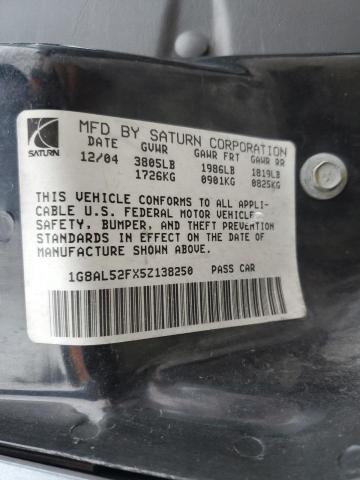 MFD BY SATURN CORPORATION
DATE GVWR GAWR FRT GAWR RR
12/04 3805LB 1986LB 1819LB
1726KG 0901KG 0825KG
SATURN
THIS VEHICLE CONFORMS TO ALL APPLI-
CABLE U.S. FEDERAL MOTOR VEHICLE
SAFETY, BUMPER, AND THEFT PREVENTION
STANDARDS IN EFFECT ON THE DATE OF
MANUFACTURE SHOWN ABOVE.
1G8AL52FX5Z138250 PASS CAR